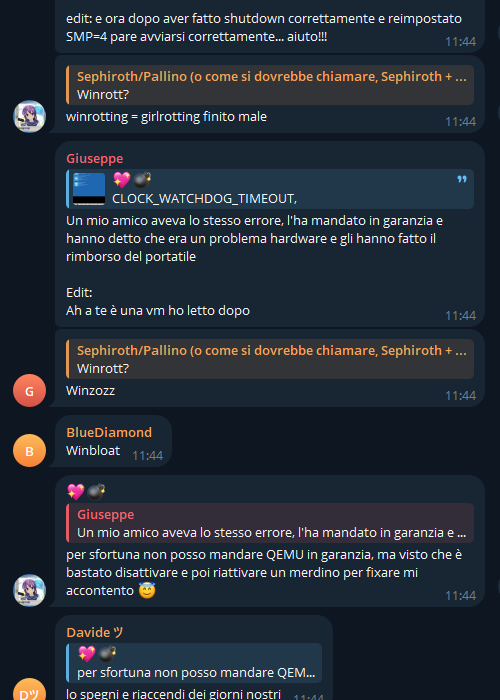 edit: e ora dopo aver fatto shutdown correttamente e reimpostato
SMP=4 pare avviarsi correttamente... aiuto!!!
11:44
Sephiroth/Pallino (o come si dovrebbe chiamare, Sephiroth + ...
Winrott?
winrotting = girlrotting finito male
11:44
Giuseppe
💖💣
CLOCK_WATCHDOG_TIMEOUT,
Un mio amico aveva lo stesso errore, l'ha mandato in garanzia e
hanno detto che era un problema hardware e gli hanno fatto il
rimborso del portatile
Edit:
Ah a te è una vm ho letto dopo
11:44
Sephiroth/Pallino (o come si dovrebbe chiamare, Sephiroth + ...
Winrott?
G
Winzozz
11:44
BlueDiamond
B
Winbloat 11:44
💖💣
Giuseppe
Un mio amico aveva lo stesso errore, l'ha mandato in garanzia e ...
per sfortuna non posso mandare QEMU in garanzia, ma visto che è
bastato disattivare e poi riattivare un merdino per fixare mi
accontento 😇
11:44
Davide ツ
💖💣
per sfortuna non posso mandare QEM...
Dツ
lo spegni e riaccendi dei giorni nostri 11:44